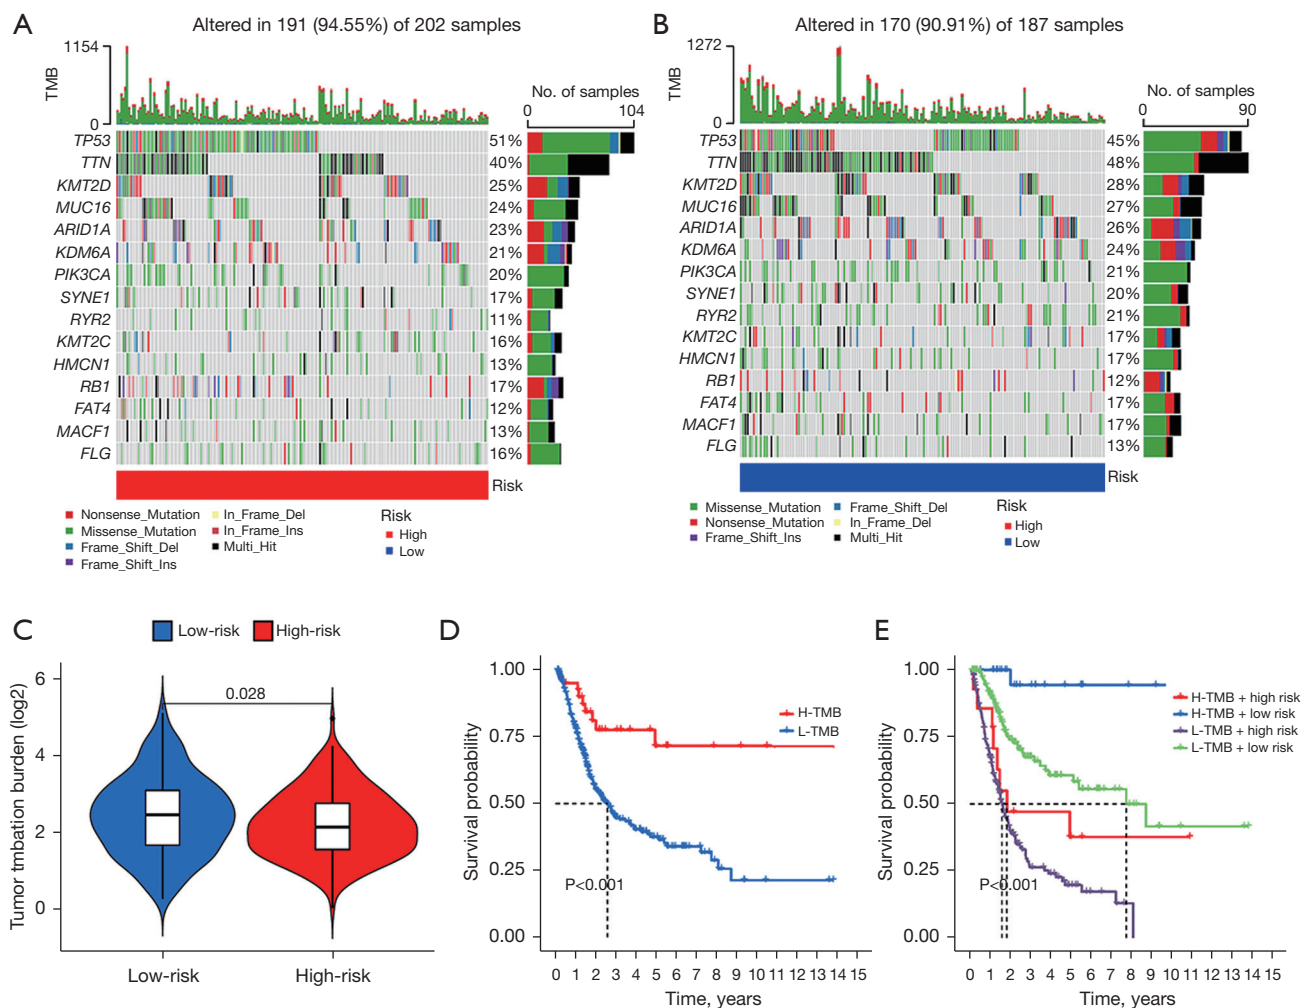 A
Altered in 191 (94.55%) of 202 samples
1154
TMB
0
No. of samples
0 104
TP53 51%
TTN 40%
KMT2D 25%
MUC16 24%
ARID1A 23%
KDM6A 21%
PIK3CA 20%
SYNE1 17%
RYR2 11%
KMT2C 16%
HMCN1 13%
RB1 17%
FAT4 12%
MACF1 13%
FLG 16%
Risk
Nonsense_Mutation In_Frame_Del
Missense_Mutation In_Frame_Ins
Frame_Shift_Del Multi_Hit
Frame_Shift_Ins
Risk
High
Low
B
Altered in 170 (90.91%) of 187 samples
1272
TMB
0
No. of samples
0 90
TP53 45%
TTN 48%
KMT2D 28%
MUC16 27%
ARID1A 26%
KDM6A 24%
PIK3CA 21%
SYNE1 20%
RYR2 21%
KMT2C 17%
HMCN1 17%
RB1 12%
FAT4 17%
MACF1 17%
FLG 13%
Risk
Missense_Mutation Frame_Shift_Del
Nonsense_Mutation In_Frame_Del
Frame_Shift_Ins Multi_Hit
Risk
High
Low
C
Low-risk High-risk
Tumor tmbation burden (log2)
6
4
2
0
0.028
Low-risk High-risk
D
Survival probability
1.00
0.75
0.50
0.25
0.00
H-TMB
L-TMB
P<0.001
0 1 2 3 4 5 6 7 8 9 10 11 12 13 14 15
Time, years
E
Survival probability
1.00
0.75
0.50
0.25
0.00
H-TMB + high risk
H-TMB + low risk
L-TMB + high risk
L-TMB + low risk
P<0.001
0 1 2 3 4 5 6 7 8 9 10 11 12 13 14 15
Time, years